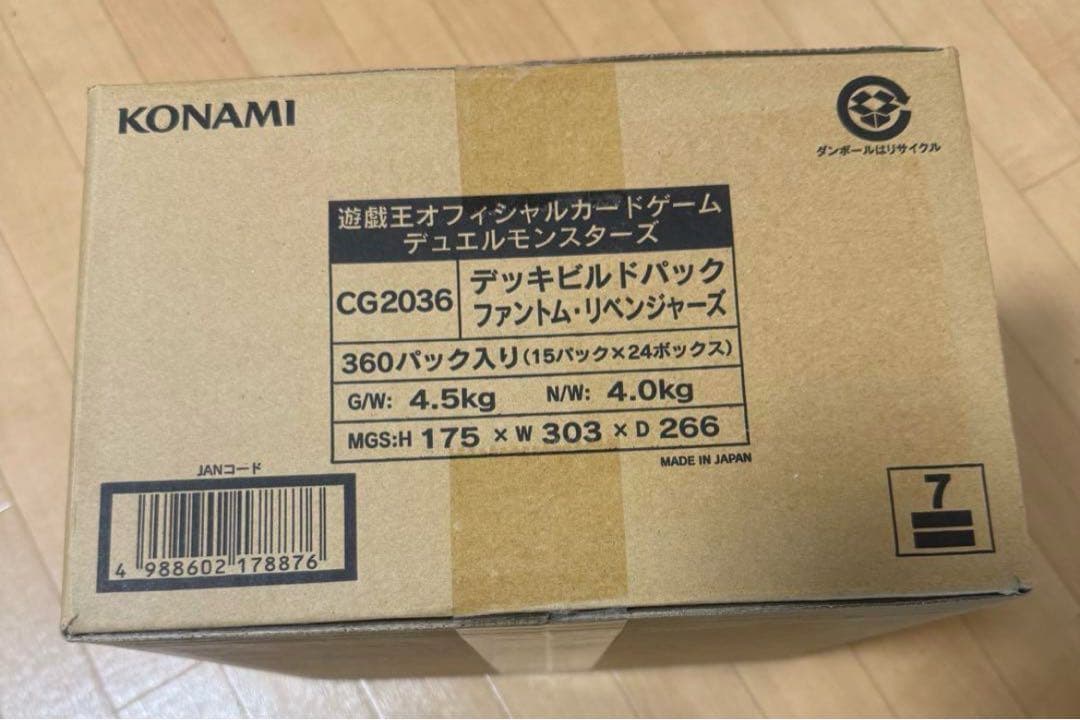 KONAMI
ダンボールはリサイクル
遊戯王オフィシャルカードゲーム
デュエルモンスターズ
CG2036
デッキビルドパック
ファントム・リベンジャーズ
360パック入り(15パック×24ボックス)
G/W: 4.5kg N/W: 4.0kg
MGS:H 175 × W 303 × D 266
MADE IN JAPAN
JANコード
4 988602 178876
7